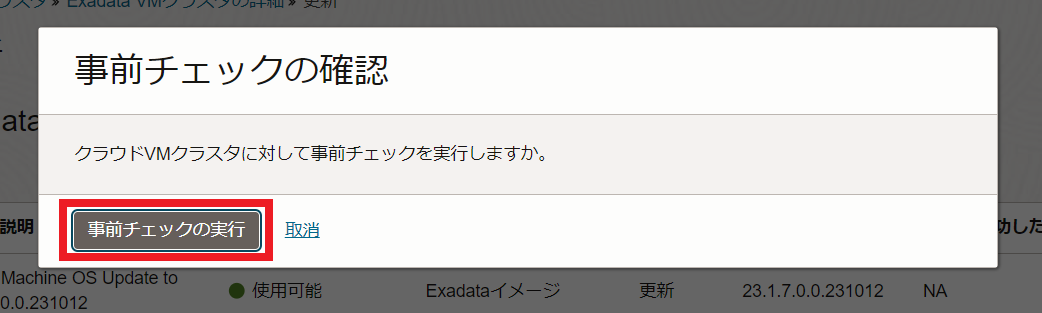 ラスタ » Exadata VMクラスタの詳細 » 更新
事前チェックの確認
ata
クラウドVMクラスタに対して事前チェックを実行しますか。
事前チェックの実行 取消
説明 功した
Machine OS Update to
0.0.231012 使用可能 Exadataイメージ 更新 23.1.7.0.0.231012 NA